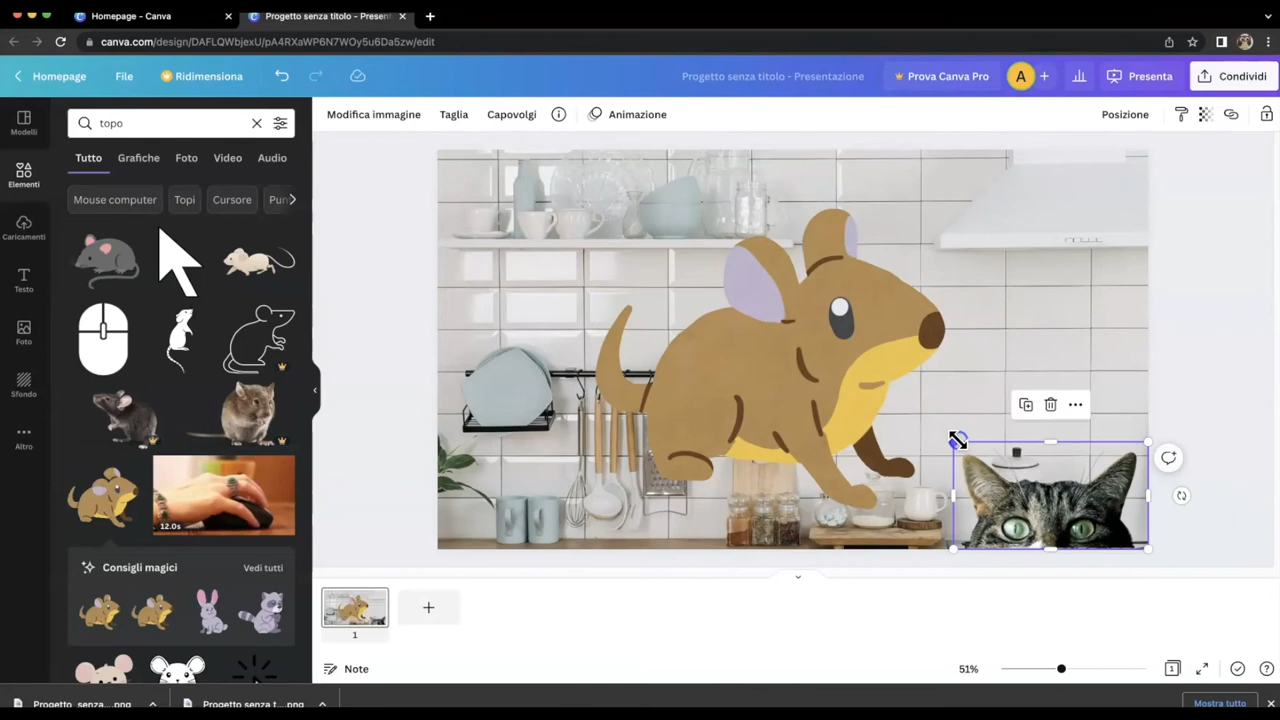 Homepage - Canva
Progetto senza titolo - Present
canva.com/design/DAFLQWbjexU/pA4RXaWP6N7WOy5u6Da5zw/edit
Homepage
File
Ridimensiona
Progetto senza titolo - Presentazione
Prova Canva Pro
A
Presenta
Condividi
Modelli
Elementi
Caricamenti
Testo
Foto
Sfondo
Altro
topo
Tutto
Grafiche
Foto
Video
Audio
Mouse computer
Topi
Cursore
Pun
12.0s
Consigli magici
Vedi tutti
Modifica immagine
Taglia
Capovolgi
Animazione
Posizione
1
Note
51%
1
Progetto senza....png
Progetto senza t....png
Mostra tutto